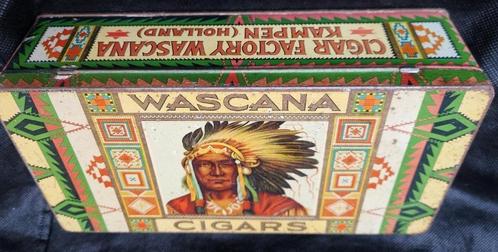 CIGAR FACTORY WASCANA
KAMPEN (HOLLAND)
WASCANA
CIGARS